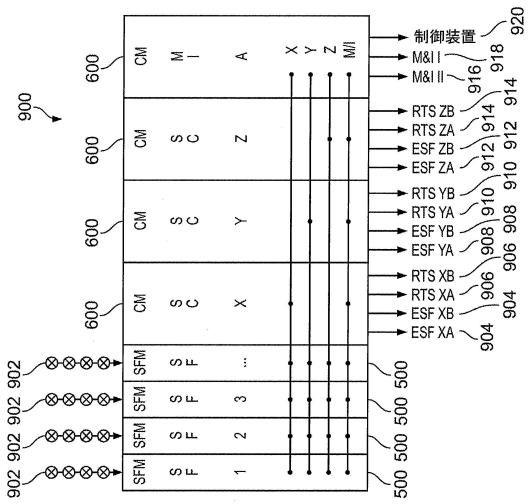 900
600
600
600
600
CM
CM
CM
CM
M I
S C
S C
S C
A
Z
Y
X
X
Y
Z
M/I
制御装置
920
M&I I
918
M&I II
916
RTS ZB
914
RTS ZA
914
ESF ZB
912
ESF ZA
912
RTS YB
910
RTS YA
910
ESF YB
908
ESF YA
908
RTS XB
906
RTS XA
906
ESF XB
904
ESF XA
904
902
SFM
S F
...
500
902
SFM
S F
3
500
902
SFM
S F
2
500
902
SFM
S F
1
500